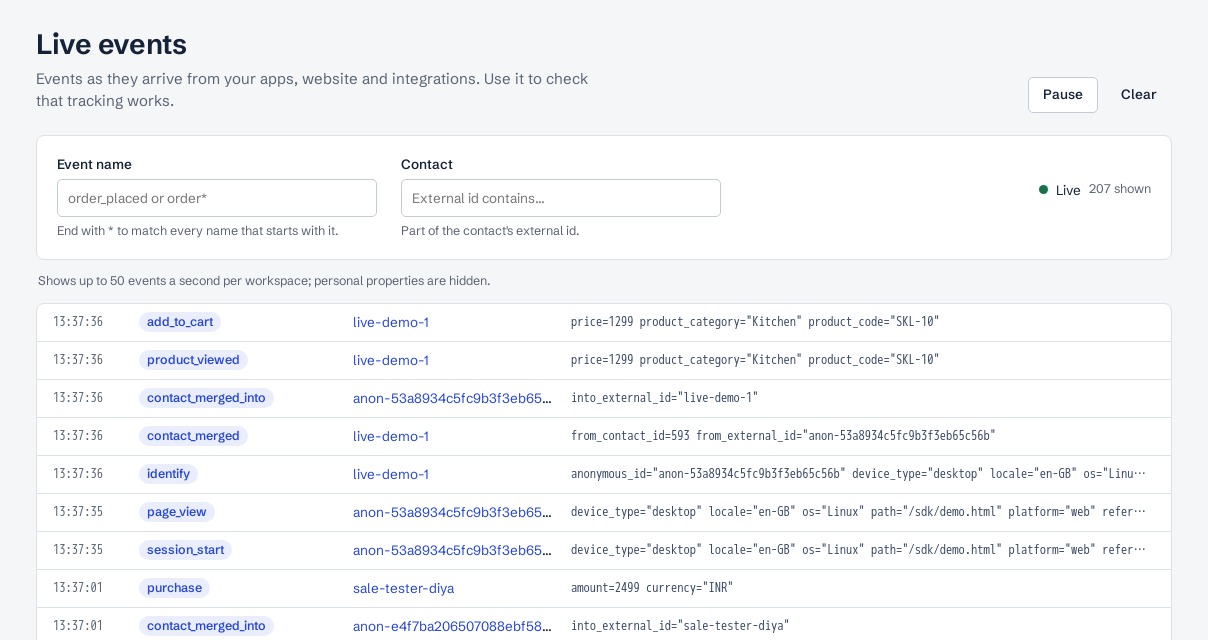 Live events
Events as they arrive from your apps, website and integrations. Use it to check
that tracking works.
Pause Clear
Event name Contact
order_placed or order* External id contains... Live 207 shown
End with * to match every name that starts with it. Part of the contact's external id.
Shows up to 50 events a second per workspace; personal properties are hidden.
13:37:36 add_to_cart live-demo-1 price=1299 product_category="Kitchen" product_code="SKL-10"
13:37:36 product_viewed live-demo-1 price=1299 product_category="Kitchen" product_code="SKL-10"
13:37:36 contact_merged_into anon-53a8934c5fc9b3f3eb65... into_external_id="live-demo-1"
13:37:36 contact_merged live-demo-1 from_contact_id=593 from_external_id="anon-53a8934c5fc9b3f3eb65c56b"
13:37:36 identify live-demo-1 anonymous_id="anon-53a8934c5fc9b3f3eb65c56b" device_type="desktop" locale="en-GB" os="Linu···
13:37:35 page_view anon-53a8934c5fc9b3f3eb65... device_type="desktop" locale="en-GB" os="Linux" path="/sdk/demo.html" platform="web" refer···
13:37:35 session_start anon-53a8934c5fc9b3f3eb65... device_type="desktop" locale="en-GB" os="Linux" path="/sdk/demo.html" platform="web" refer···
13:37:01 purchase sale-tester-diya amount=2499 currency="INR"
13:37:01 contact_merged_into anon-e4f7ba206507088ebf58... into_external_id="sale-tester-diya"